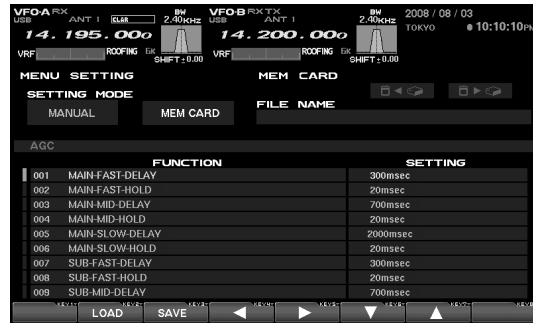 VFO-A RX VFO-B RX TX 2008 / 08 / 03
USB ANT 1 CLAR BW 2.40KHz USB ANT 1 BW 2.40KHz TOKYO 10:10:10PM
14. 195. 000 14. 200. 000
VRF ROOFING 6K SHIFT±0.00 VRF ROOFING 6K SHIFT±0.00
MENU SETTING MEM CARD
SETTING MODE
MANUAL MEM CARD FILE NAME
AGC
FUNCTION SETTING
001 MAIN-FAST-DELAY 300msec
002 MAIN-FAST-HOLD 20msec
003 MAIN-MID-DELAY 700msec
004 MAIN-MID-HOLD 20msec
005 MAIN-SLOW-DELAY 2000msec
006 MAIN-SLOW-HOLD 20msec
007 SUB-FAST-DELAY 300msec
008 SUB-FAST-HOLD 20msec
009 SUB-MID-DELAY 700msec
LOAD SAVE